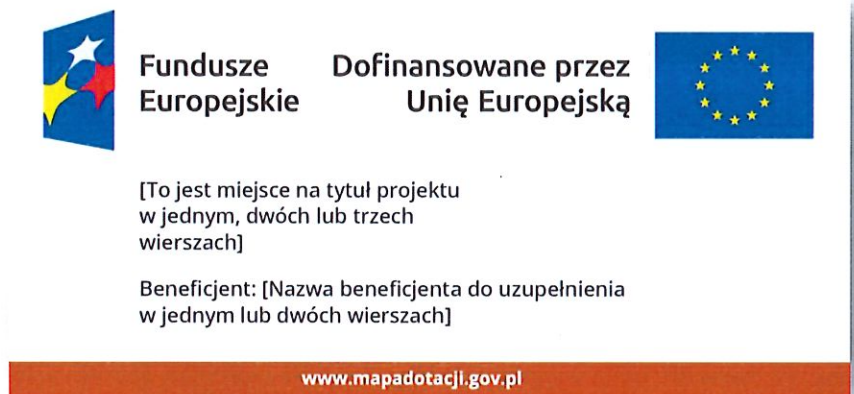 Fundusze
Europejskie
Dofinansowane przez
Unię Europejską
[To jest miejsce na tytuł projektu
w jednym, dwóch lub trzech
wierszach]
Beneficjent: [Nazwa beneficjenta do uzupełnienia
w jednym lub dwóch wierszach]
www.mapadotacji.gov.pl